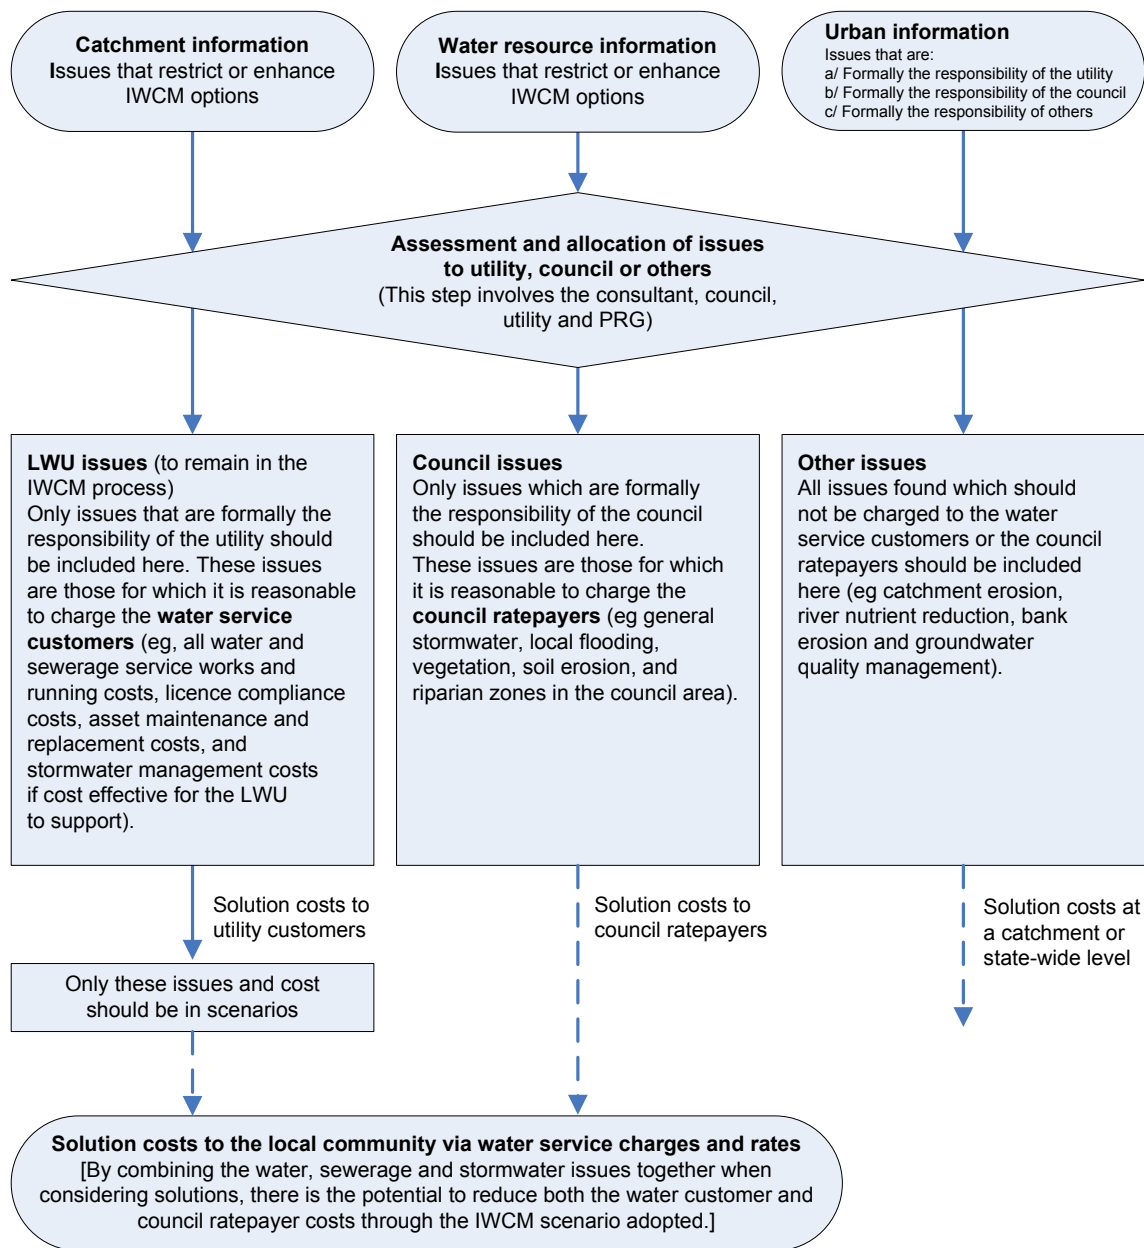 Catchment information
Issues that restrict or enhance
IWCM options
Water resource information
Issues that restrict or enhance
IWCM options
Urban information
Issues that are:
a/ Formally the responsibility of the utility
b/ Formally the responsibility of the council
c/ Formally the responsibility of others
Assessment and allocation of issues
to utility, council or others
(This step involves the consultant, council,
utility and PRG)
LWU issues (to remain in the
IWCM process)
Only issues that are formally the
responsibility of the utility should
be included here. These issues
are those for which it is reasonable
to charge the water service
customers (eg, all water and
sewerage service works and
running costs, licence compliance
costs, asset maintenance and
replacement costs, and
stormwater management costs
if cost effective for the LWU
to support).
Council issues
Only issues which are formally
the responsibility of the council
should be included here.
These issues are those for which
it is reasonable to charge the
council ratepayers (eg general
stormwater, local flooding,
vegetation, soil erosion, and
riparian zones in the council area).
Other issues
All issues found which should
not be charged to the water
service customers or the council
ratepayers should be included
here (eg catchment erosion,
river nutrient reduction, bank
erosion and groundwater
quality management).
Solution costs to
utility customers
Solution costs to
council ratepayers
Solution costs at
a catchment or
state-wide level
Only these issues and cost
should be in scenarios
Solution costs to the local community via water service charges and rates
[By combining the water, sewerage and stormwater issues together when
considering solutions, there is the potential to reduce both the water customer and
council ratepayer costs through the IWCM scenario adopted.]